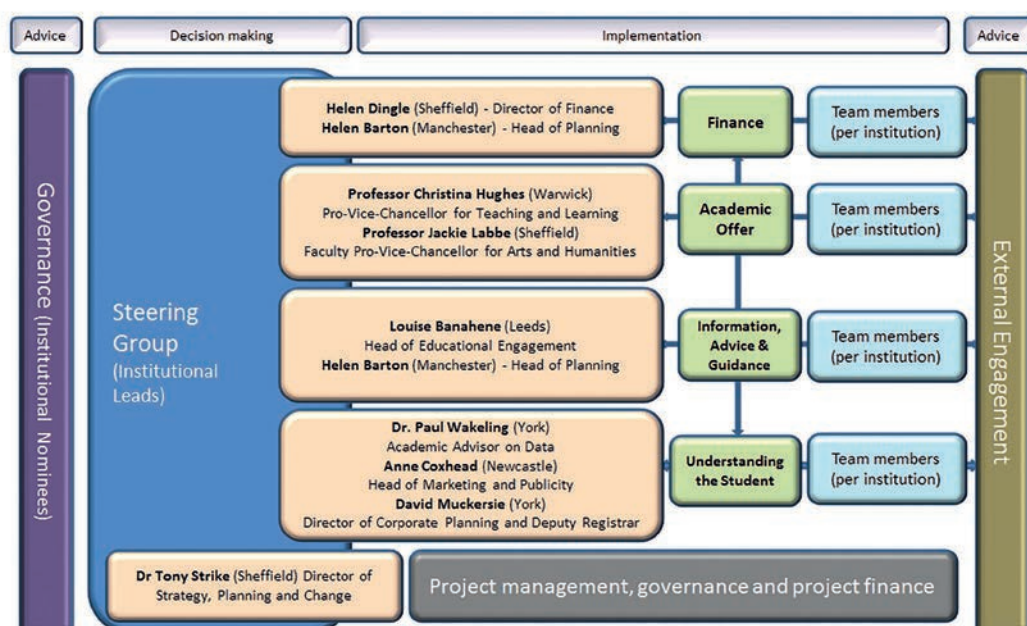 Advice
Decision making
Implementation
Advice
Governance (Institutional Nominees)
Steering
Group
(Institutional
Leads)
Helen Dingle (Sheffield) - Director of Finance
Helen Barton (Manchester) - Head of Planning
Finance
Team members
(per institution)
Professor Christina Hughes (Warwick)
Pro-Vice-Chancellor for Teaching and Learning
Professor Jackie Labbe (Sheffield)
Faculty Pro-Vice-Chancellor for Arts and Humanities
Academic
Offer
Team members
(per institution)
Louise Banahene (Leeds)
Head of Educational Engagement
Helen Barton (Manchester) - Head of Planning
Information,
Advice &
Guidance
Team members
(per institution)
Dr. Paul Wakeling (York)
Academic Advisor on Data
Anne Coxhead (Newcastle)
Head of Marketing and Publicity
David Muckersie (York)
Director of Corporate Planning and Deputy Registrar
Understanding
the Student
Team members
(per institution)
Dr Tony Strike (Sheffield) Director of
Strategy, Planning and Change
Project management, governance and project finance
External Engagement